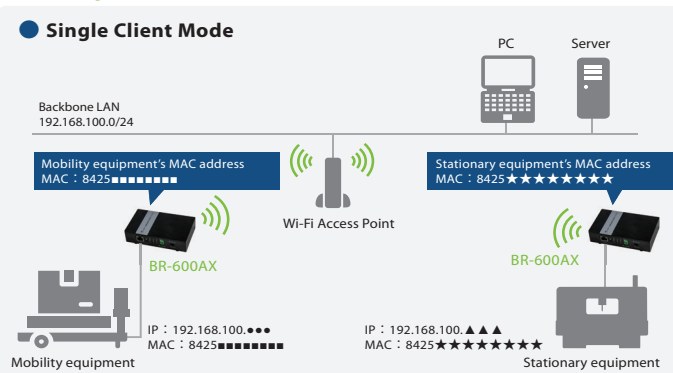 Single Client Mode
PC
Server
Backbone LAN
192.168.100.0/24
Mobility equipment's MAC address
MAC：8425■■■■■■■■
Stationary equipment's MAC address
MAC：8425★★★★★★★★
Wi-Fi Access Point
BR-600AX
BR-600AX
IP：192.168.100.●●●
MAC：8425■■■■■■■■
IP：192.168.100.▲▲▲
MAC：8425★★★★★★★★
Mobility equipment
Stationary equipment